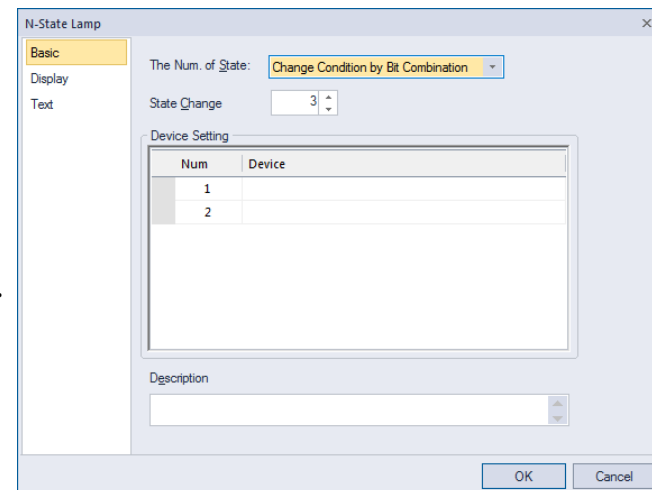 N-State Lamp
Basic
Display
Text
The Num. of State: Change Condition by Bit Combination
State Change 3
Device Setting
Num Device
1
2
Description
OK Cancel